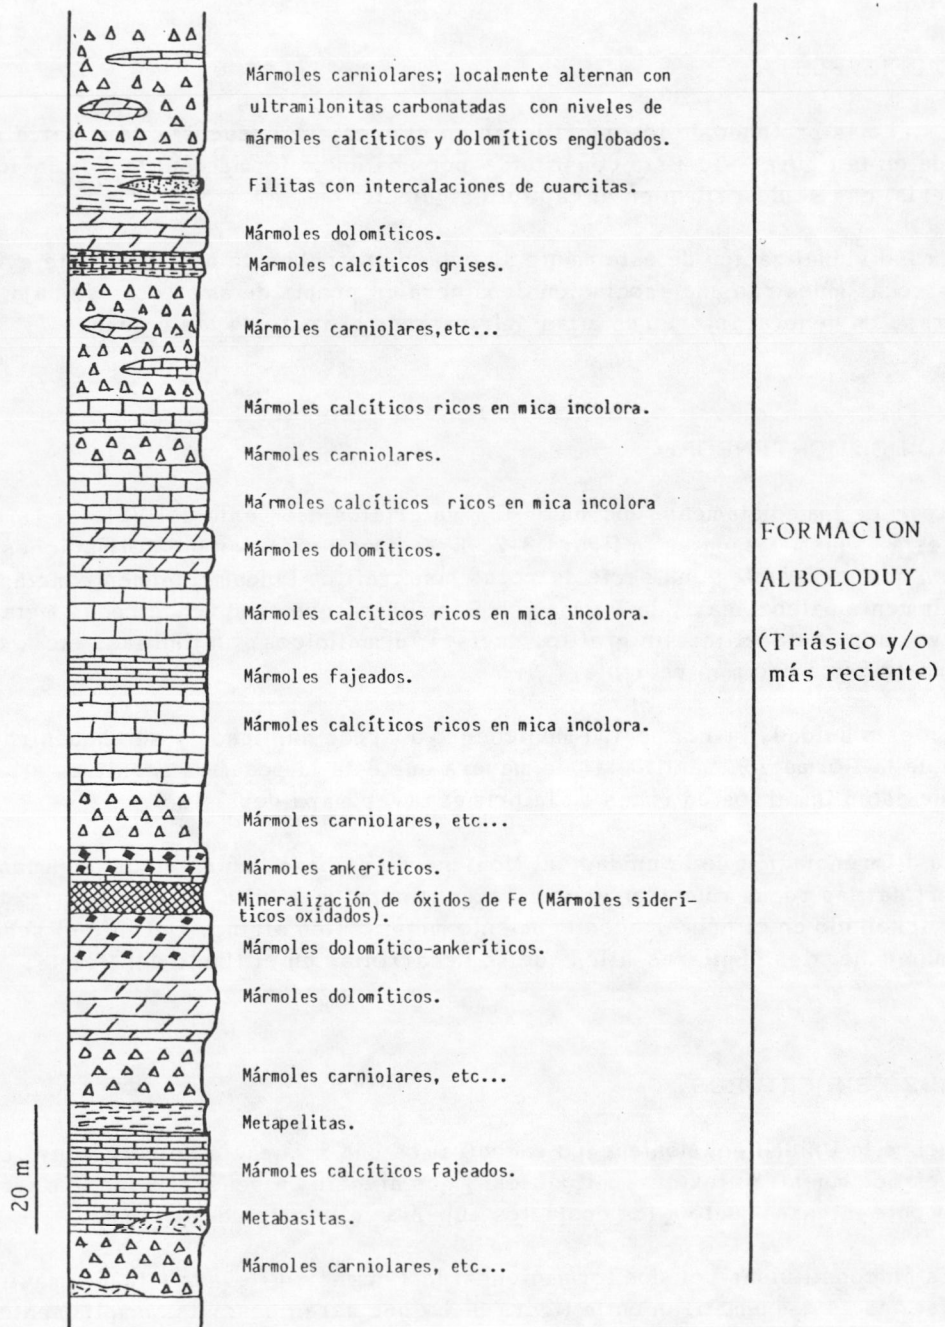 Mármoles carniolares; localmente alternan con
ultramilonitas carbonatadas con niveles de
mármoles calcíticos y dolomíticos englobados.
Filitas con intercalaciones de cuarcitas.
Mármoles dolomíticos.
Mármoles calcíticos grises.
Mármoles carniolares,etc...
Mármoles calcíticos ricos en mica incolora.
Mármoles carniolares.
Mármoles calcíticos ricos en mica incolora
Mármoles dolomíticos.
Mármoles calcíticos ricos en mica incolora.
Mármoles fajeados.
Mármoles calcíticos ricos en mica incolora.
Mármoles carniolares, etc...
Mármoles ankeríticos.
Mineralización de óxidos de Fe (Mármoles siderí-
ticos oxidados).
Mármoles dolomítico-ankeríticos.
Mármoles dolomíticos.
Mármoles carniolares, etc...
Metapelitas.
Mármoles calcíticos fajeados.
Metabasitas.
Mármoles carniolares, etc...
20 m
FORMACION
ALBOLODUY
(Triásico y/o
más reciente)